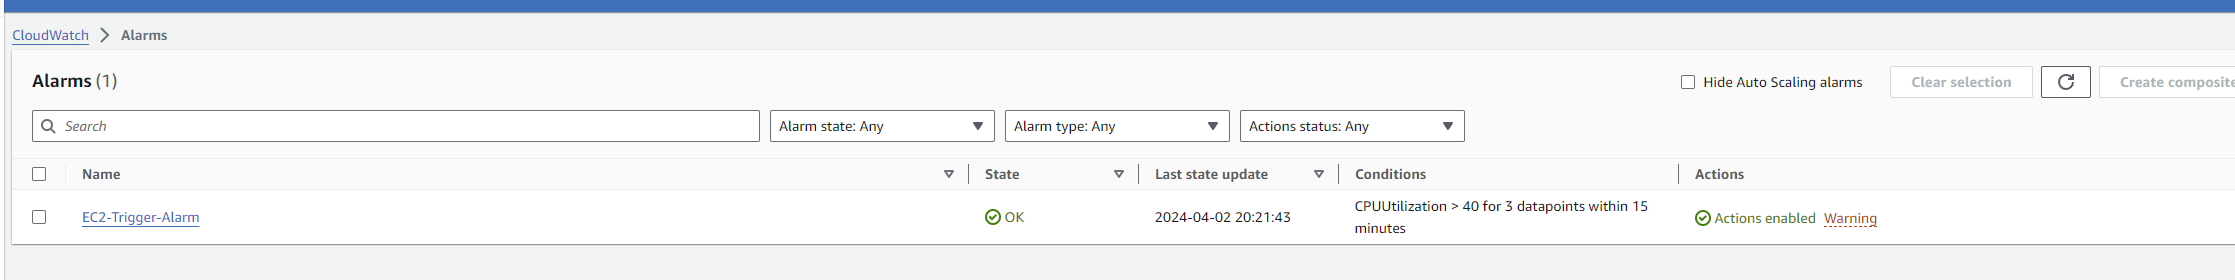 CloudWatch > Alarms
Alarms (1)
Hide Auto Scaling alarms
Clear selection
Create composite
Search
Alarm state: Any
Alarm type: Any
Actions status: Any
Name
State
Last state update
Conditions
Actions
EC2-Trigger-Alarm
OK
2024-04-02 20:21:43
CPUUtilization > 40 for 3 datapoints within 15
minutes
Actions enabled Warning